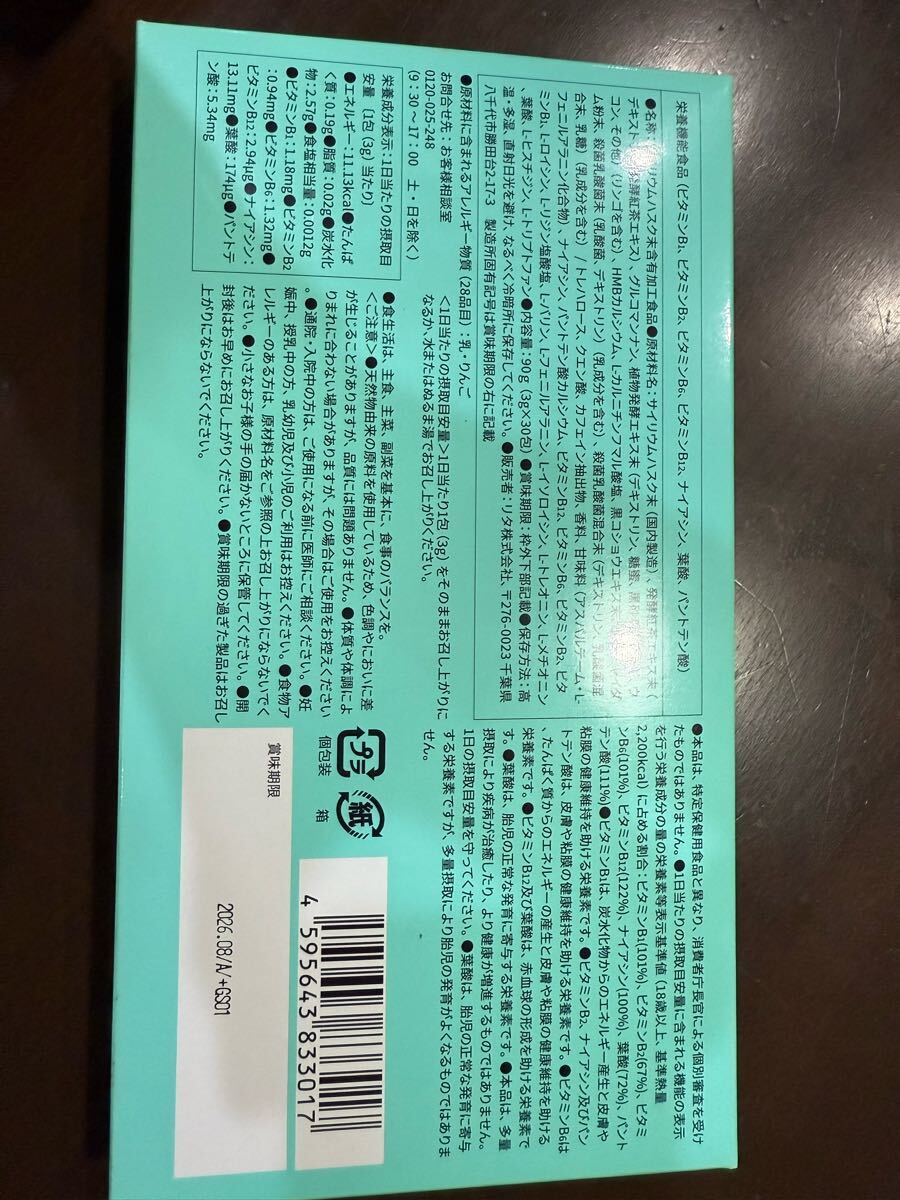 栄養機能食品（ビタミンB1、ビタミンB2、ビタミンB6、ビタミンB12、ナイアシン、葉酸、パントテン酸）
●名称：サイリウムハスク末含有加工食品●原材料名：サイリウムハスク末（国内製造）、発酵紅茶エキス末（
デキストリン、発酵紅茶エキス）、グルコマンナン、植物発酵エキス末（デキストリン、糖蜜、
コン、その他）（リンゴを含む）、HMBカルシウム、L-カルニチンフマル酸塩、黒コショウエキス末
ム粉末、殺菌乳酸菌末（乳酸菌、デキストリン）（乳成分を含む）、殺菌乳酸菌混合末（デキストリン、乳酸菌混
合末、乳糖）（乳成分を含む）／トレハロース、クエン酸、カフェイン抽出物、香料、甘味料（アスパルテーム・L-
フェニルアラニン化合物）、ナイアシン、パントテン酸カルシウム、ビタミンB12、ビタミンB6、ビタミンB2、ビタ
ミンB1、L-ロイシン、L-リジン塩酸塩、L-バリン、L-フェニルアラニン、L-イソロイシン、L-トレオニン、L-メチオニン
、葉酸、L-ヒスチジン、L-トリプトファン●内容量：90g（3g×30包）●賞味期限：枠外下部記載●保存方法：高
温・多湿、直射日光を避け、なるべく冷暗所に保存してください。●販売者：リタ株式会社、〒276-0023 千葉県
八千代市勝田台2-17-3　製造所固有記号は賞味期限の右に記載
●原材料に含まれるアレルギー物質（28品目）：乳・りんご
お問合せ先：お客様相談室
0120-025-248
（9：30～17：00　土・日を除く）
栄養成分表示：1日当たりの摂取目
安量（1包（3g）当たり）
●エネルギー：11.13kcal●たんぱ
く質：0.19g●脂質：0.02g●炭水化
物：2.57g●食塩相当量：0.0012g
●ビタミンB1：1.18mg●ビタミンB2
：0.94mg●ビタミンB6：1.32mg●
ビタミンB12：2.94μg●ナイアシン：
13.11mg●葉酸：174μg●パントテ
ン酸：5.34mg
＜1日当たりの摂取目安量＞1日当たり1包（3g）をそのままお召し上がりに
なるか、水またはぬるま湯でお召し上がりください。
●食生活は、主食、主菜、副菜を基本に、食事のバランスを。
＜ご注意＞●天然物由来の原料を使用しているため、色調やにおいに差
が生じることがありますが、品質には問題ありません。●体質や体調によ
りまれに合わない場合がありますが、その場合はご使用をお控えください
。●通院・入院中の方は、ご使用になる前に医師にご相談ください。●妊
娠中、授乳中の方、乳幼児及び小児のご利用はお控えください。●食物ア
レルギーのある方は、原材料名をご参照の上お召し上がりにならないでく
ださい。●小さなお子様の手の届かないところに保管してください。●開
封後はお早めにお召し上がりください。●賞味期限の過ぎた製品はお召し
上がりにならないでください。
●本品は、特定保健用食品と異なり、消費者庁長官による個別審査を受け
たものではありません。●1日当たりの摂取目安量に含まれる機能の表示
を行う栄養成分の量の栄養素等表示基準値（18歳以上、基準熱量
2,200kcal）に占める割合：ビタミンB1(101%)、ビタミンB2(67%)、ビタミ
ンB6(101%)、ビタミンB12(122%)、ナイアシン(100%)、葉酸(72%)、パント
テン酸(111%)●ビタミンB1は、炭水化物からのエネルギー産生と皮膚や
粘膜の健康維持を助ける栄養素です。●ビタミンB2、ナイアシン及びパン
トテン酸は、皮膚や粘膜の健康維持を助ける栄養素です。●ビタミンB6は
、たんぱく質からのエネルギーの産生と皮膚や粘膜の健康維持を助ける
栄養素です。●ビタミンB12及び葉酸は、赤血球の形成を助ける栄養素で
す。●葉酸は、胎児の正常な発育に寄与する栄養素です。●本品は、多量
摂取により疾病が治癒したり、より健康が増進するものではありません。
1日の摂取目安量を守ってください。●葉酸は、胎児の正常な発育に寄与
する栄養素ですが、多量摂取により胎児の発育がよくなるものではありま
せん。
プラ
個包装
紙
箱
4 595643 833017
賞味期限
2026.08/A/+GS01